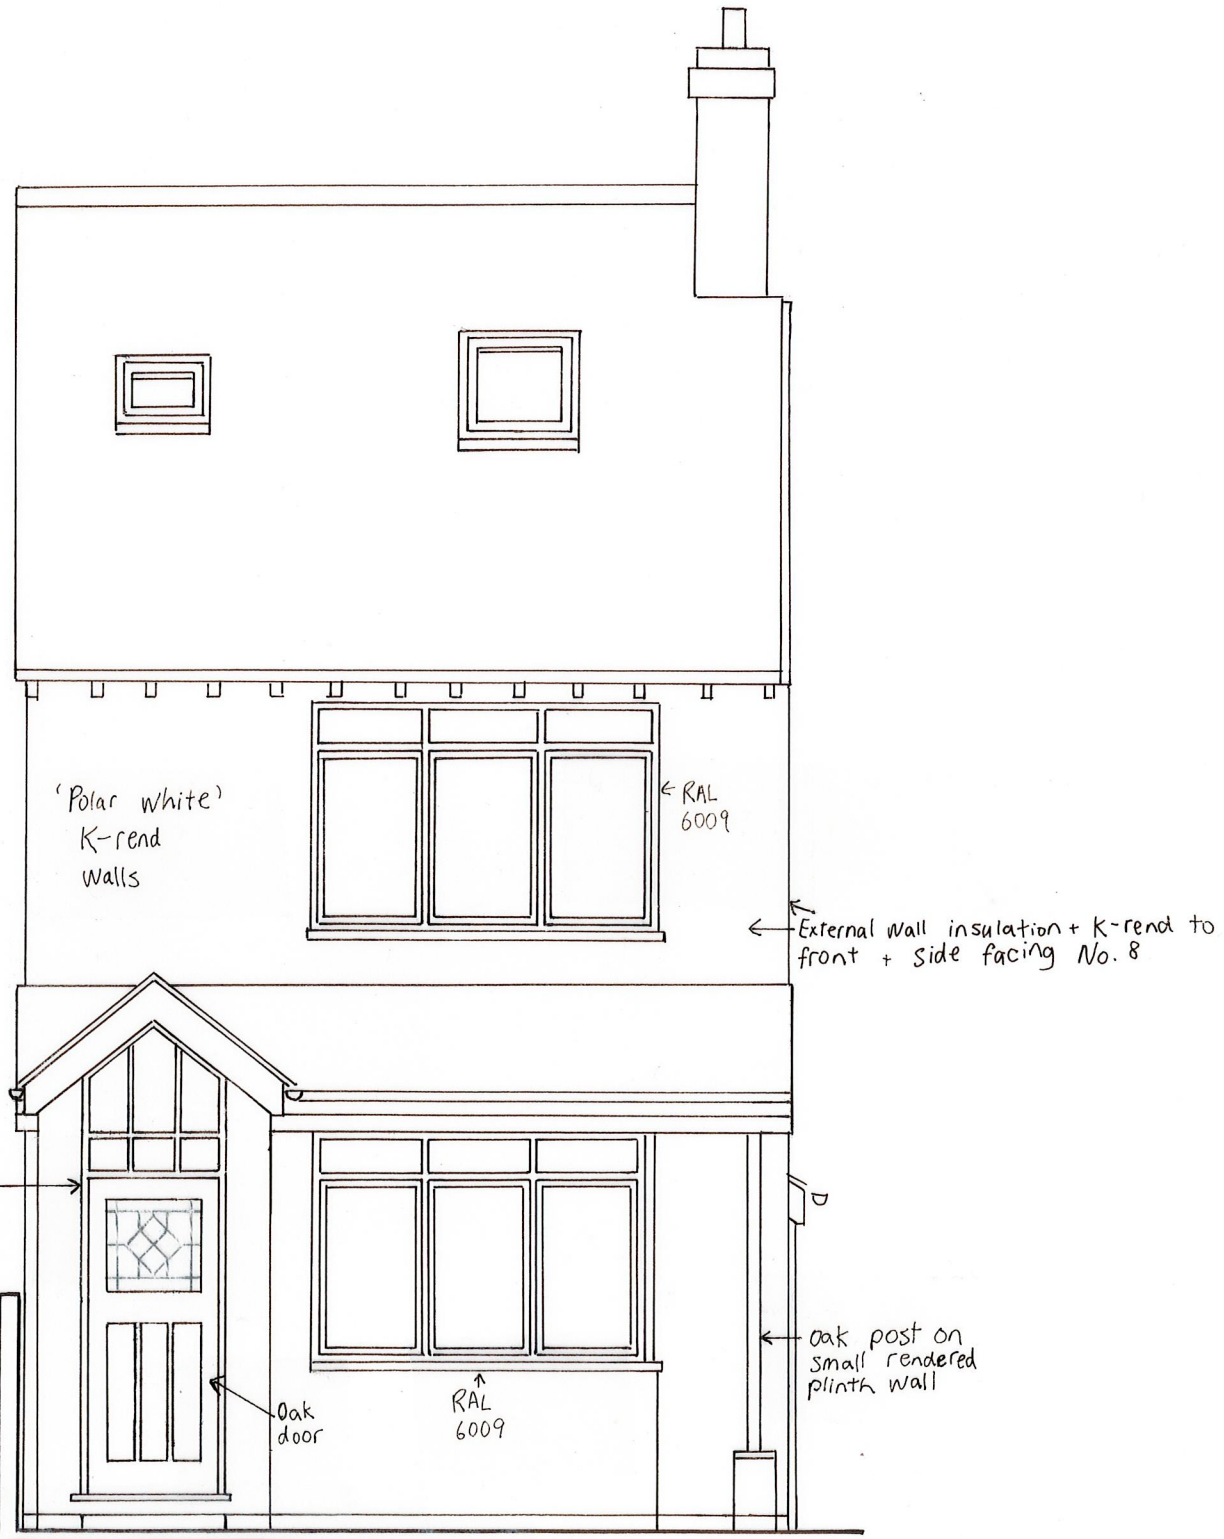 ‘Polar white’
K-rend
walls
RAL
6009
External wall insulation + K-rend to
front + side facing No. 8
Oak post on
small rendered
plinth wall
RAL
6009
Oak
door